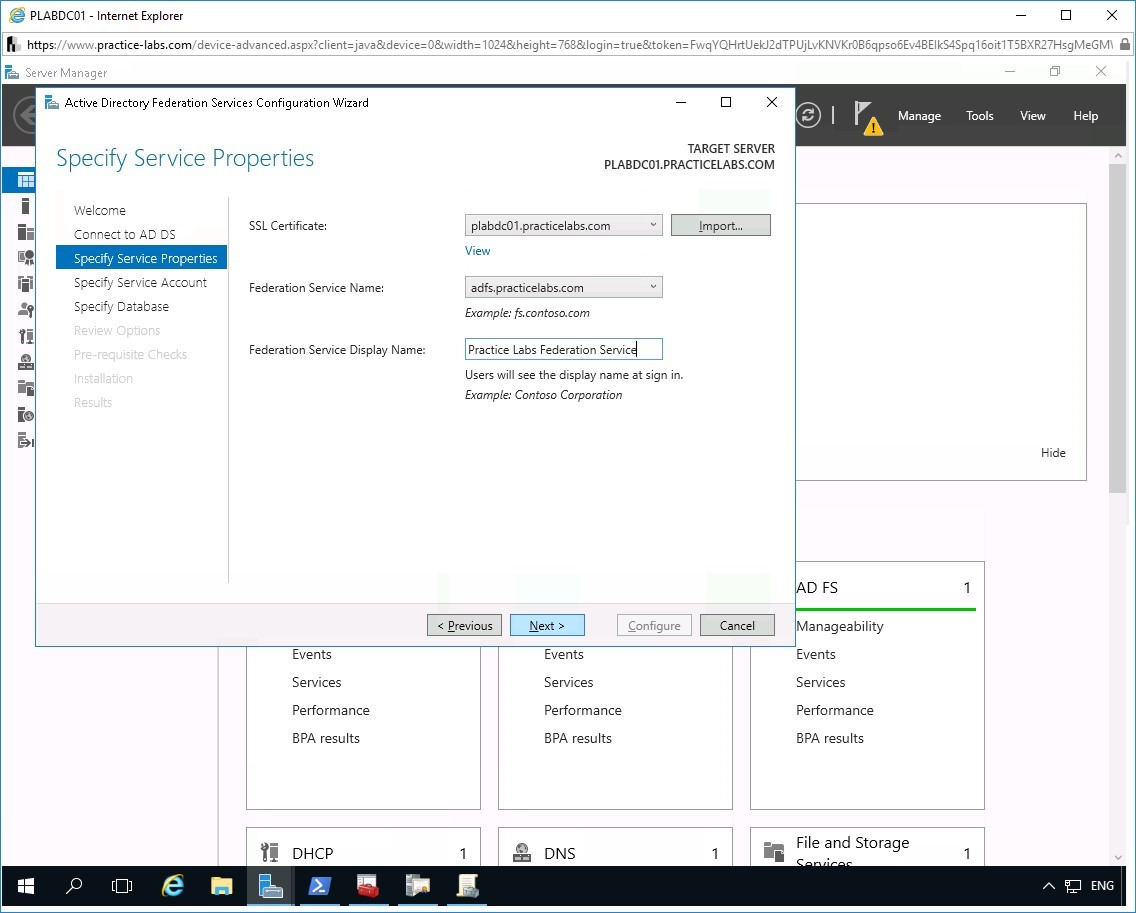 PLABDC01 - Internet Explorer
https://www.practice-labs.com/device-advanced.aspx?client=java&device=0&width=1024&height=768&login=true&token=
Server Manager
Active Directory Federation Services Configuration Wizard
Manage Tools View Help
Specify Service Properties
TARGET SERVER
PLABDC01.PRACTICELABS.COM
Welcome
Connect to AD DS
Specify Service Properties
Specify Service Account
Specify Database
Review Options
Pre-requisite Checks
Installation
Results
SSL Certificate: plabdc01.practicelabs.com Import...
View
Federation Service Name: adfs.practicelabs.com
Example: fs.contoso.com
Federation Service Display Name: Practice Labs Federation Service
Users will see the display name at sign in.
Example: Contoso Corporation
Hide
< Previous Next > Configure Cancel
AD FS 1
Manageability
Events Events Events
Services Services Services
Performance Performance Performance
BPA results BPA results BPA results
DHCP 1 DNS 1 File and Storage
Services 1
ENG